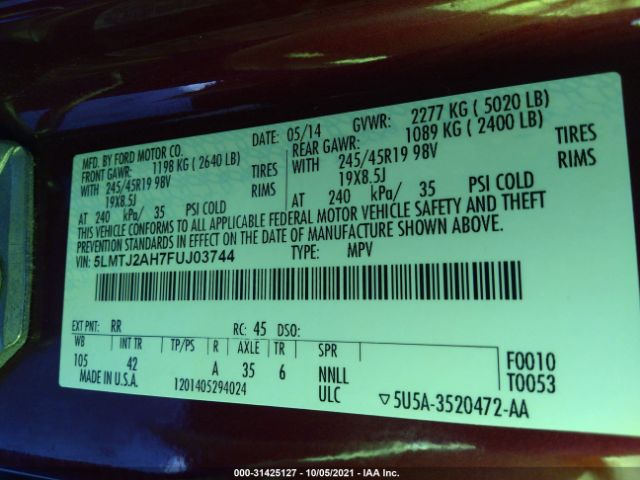 MFD. BY FORD MOTOR CO.
DATE: 05/14 GVWR: 2277 KG ( 5020 LB)
FRONT GAWR: 1198 KG ( 2640 LB) REAR GAWR: 1089 KG ( 2400 LB)
WITH 245/45R19 98V TIRES WITH 245/45R19 98V TIRES
19X8.5J RIMS 19X8.5J RIMS
AT 240 kPa/ 35 PSI COLD AT 240 kPa/ 35 PSI COLD
THIS VEHICLE CONFORMS TO ALL APPLICABLE FEDERAL MOTOR VEHICLE SAFETY AND THEFT
PREVENTION STANDARDS IN EFFECT ON THE DATE OF MANUFACTURE SHOWN ABOVE.
VIN: 5LMTJ2AH7FUJ03744 TYPE: MPV
EXT PNT: RR RC: 45 DSO:
WB INT TR TP/PS R AXLE TR SPR F0010
105 42 A 35 6 NNLL T0053
MADE IN U.S.A. 1201405294024 ULC ▽5U5A-3520472-AA
000-31425127 - 10/05/2021 - IAA Inc.